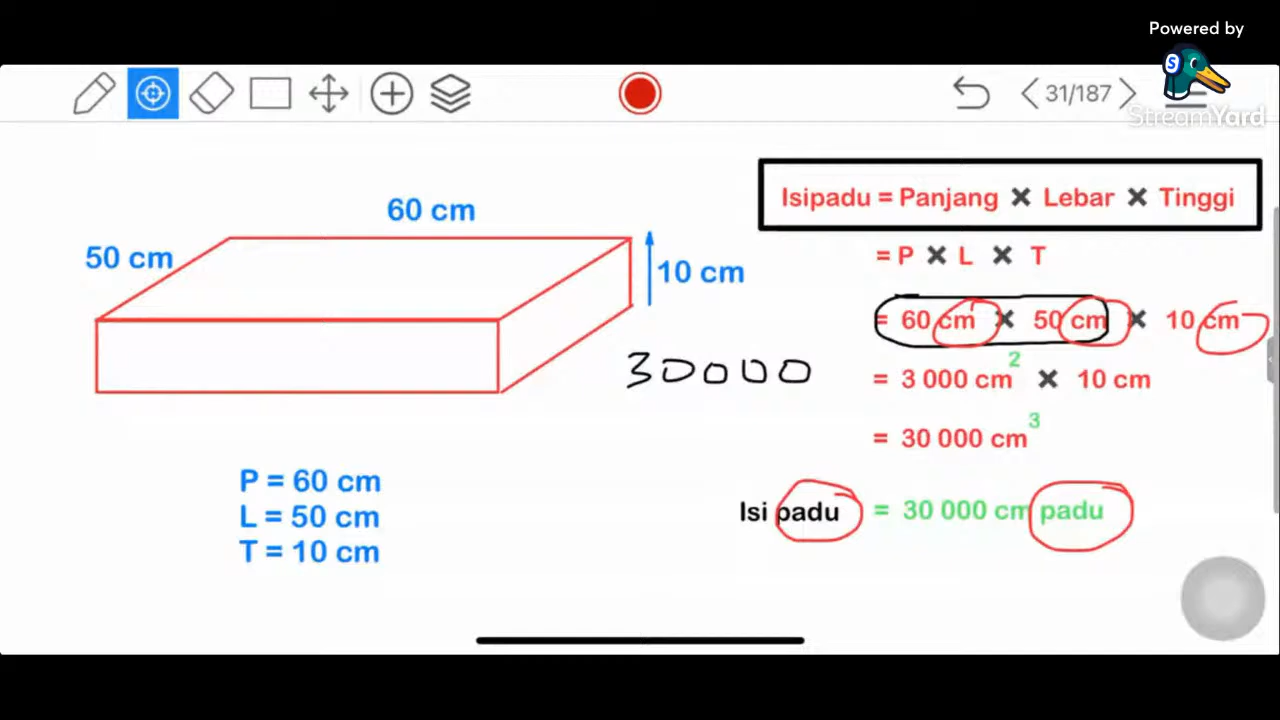 Powered by
S
StreamYard
31/187
60 cm
50 cm
10 cm
30000
P = 60 cm
L = 50 cm
T = 10 cm
Isipadu = Panjang × Lebar × Tinggi
= P × L × T
= 60 cm × 50 cm × 10 cm
= 3 000 cm² × 10 cm
= 30 000 cm³
Isi padu = 30 000 cm padu